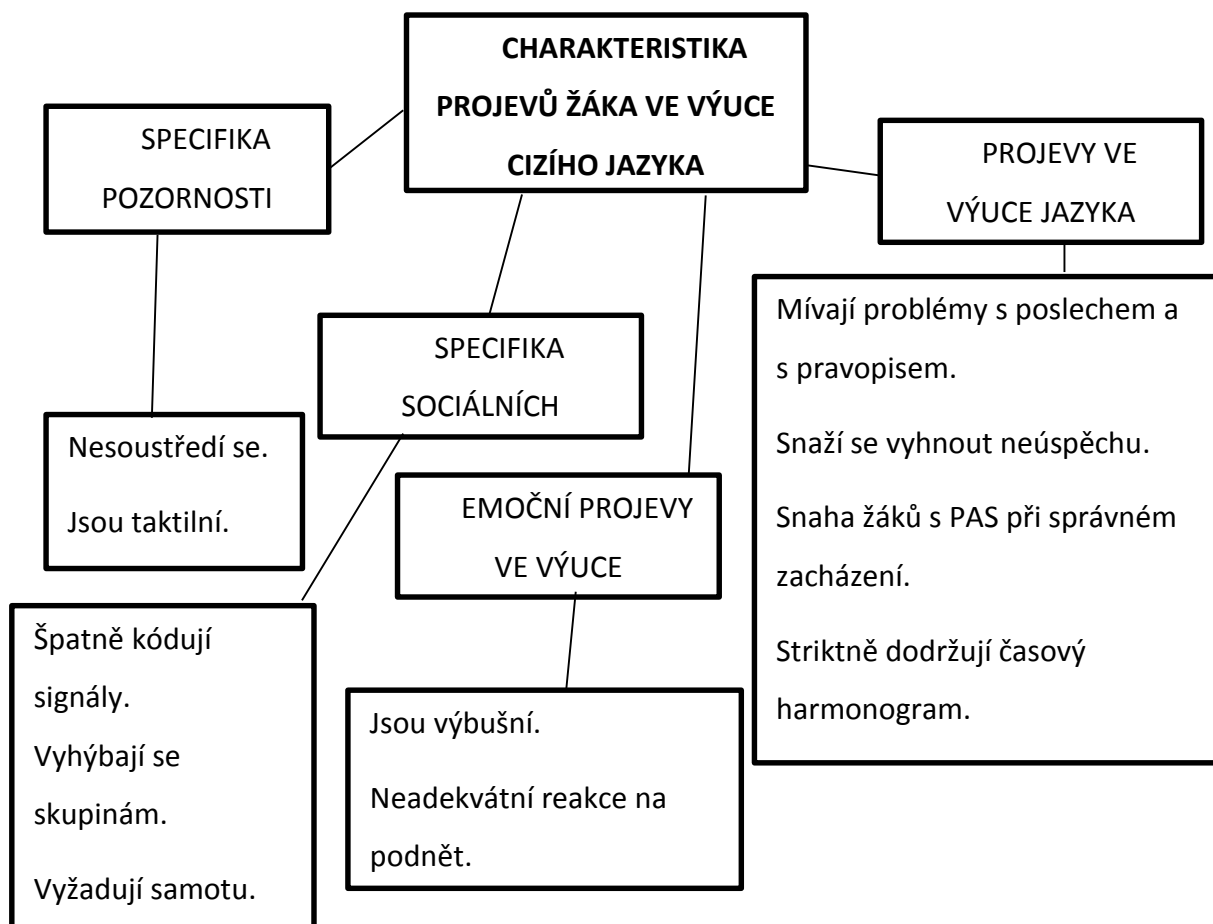 CHARAKTERISTIKA
PROJEVŮ ŽÁKA VE VÝUCE
CIZÍHO JAZYKA
SPECIFIKA
POZORNOSTI
PROJEVY VE
VÝUCE JAZYKA
SPECIFIKA
SOCIÁLNÍCH
EMOČNÍ PROJEVY
VE VÝUCE
Nesoustředí se.
Jsou taktilní.
Špatně kódují
signály.
Vyhýbají se
skupinám.
Vyžadují samotu.
Jsou výbušní.
Neadekvátní reakce na
podnět.
Mívají problémy s poslechem a
s pravopisem.
Snaží se vyhnout neúspěchu.
Snaha žáků s PAS při správném
zacházení.
Striktně dodržují časový
harmonogram.